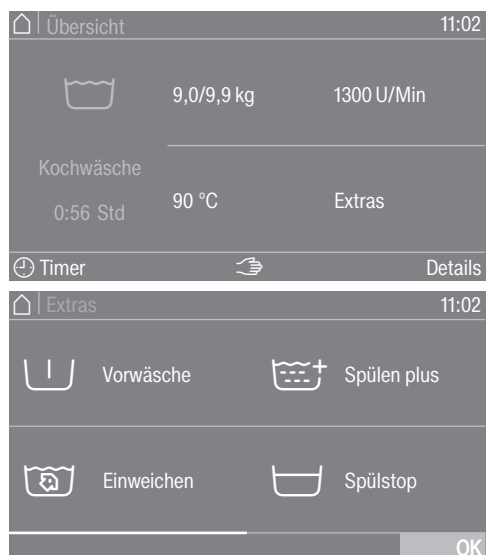 Übersicht 11:02
9,0/9,9 kg 1300 U/Min
Kochwäsche
0:56 Std
90 °C Extras
Timer Details
Extras 11:02
Vorwäsche Spülen plus
Einweichen Spülstop
OK